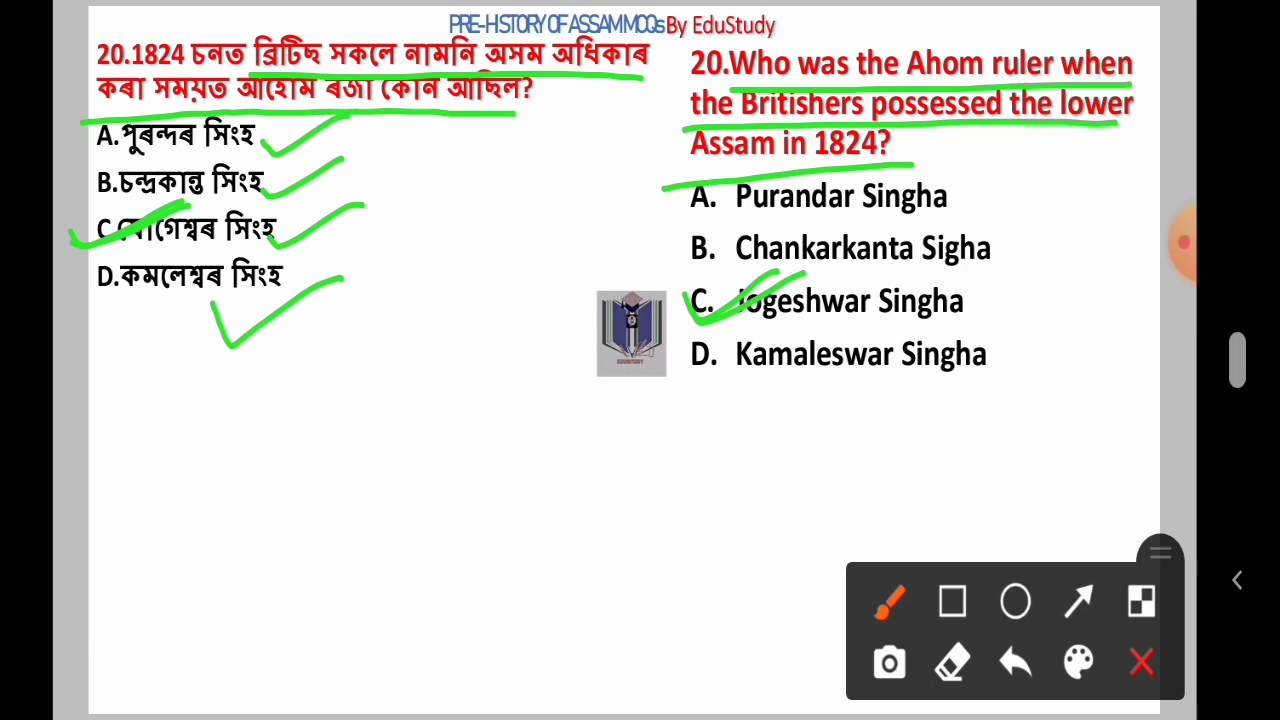 PRE-HISTORY OF ASSAM MCQs By EduStudy
20.1824 চনত ব্ৰিটিছ সকলে নামনি অসম অধিকাৰ
কৰা সময়ত আহোম ৰজা কোন আছিল?
A.পুৰন্দৰ সিংহ
B.চন্দ্ৰকান্ত সিংহ
C.যোগেশ্বৰ সিংহ
D.কমলেশ্বৰ সিংহ
20.Who was the Ahom ruler when
the Britishers possessed the lower
Assam in 1824?
A. Purandar Singha
B. Chankarkanta Sigha
C. Jogeshwar Singha
D. Kamaleswar Singha
EDUSTUDY